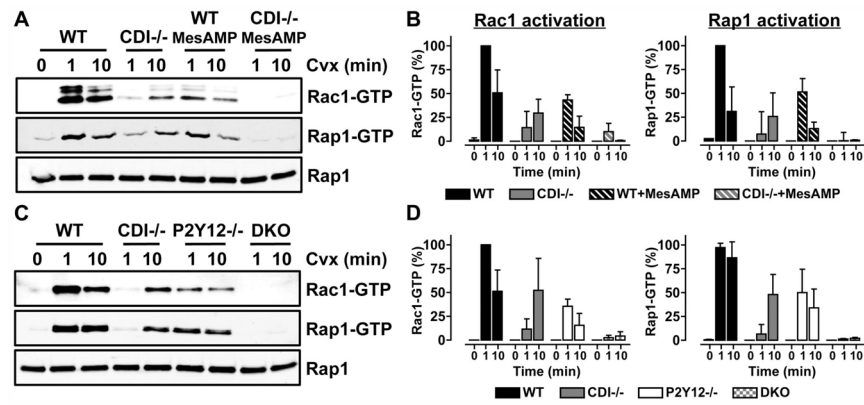 A
WT CDI-/- WT MesAMP CDI-/- MesAMP
0 1 10 1 10 1 10 1 10 Cvx (min)
Rac1-GTP
Rap1-GTP
Rap1
B
Rac1 activation
Rac1-GTP (%)
100
75
50
25
0
0 1 10 0 1 10 0 1 10 0 1 10
Time (min)
Rap1 activation
Rap1-GTP (%)
100
75
50
25
0
0 1 10 0 1 10 0 1 10 0 1 10
Time (min)
WT CDI-/- WT+MesAMP CDI-/-+MesAMP
C
WT CDI-/- P2Y12-/- DKO
0 1 10 1 10 1 10 1 10 Cvx (min)
Rac1-GTP
Rap1-GTP
Rap1
D
Rac1-GTP (%)
100
75
50
25
0
0 1 10 0 1 10 0 1 10 0 1 10
Time (min)
Rap1-GTP (%)
100
75
50
25
0
0 1 10 0 1 10 0 1 10 0 1 10
Time (min)
WT CDI-/- P2Y12-/- DKO